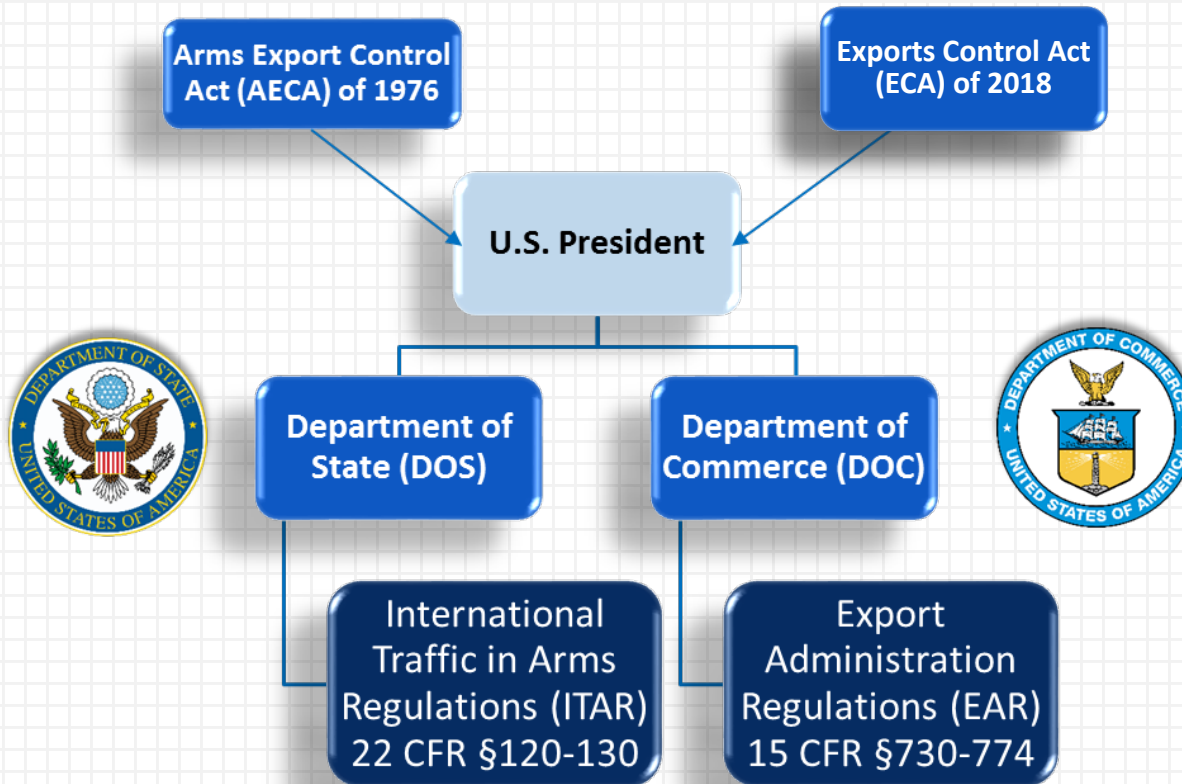 Arms Export Control
Act (AECA) of 1976
Exports Control Act
(ECA) of 2018
U.S. President
DEPARTMENT OF STATE
UNITED STATES OF AMERICA
Department of
State (DOS)
Department of
Commerce (DOC)
DEPARTMENT OF COMMERCE
UNITED STATES OF AMERICA
International
Traffic in Arms
Regulations (ITAR)
22 CFR §120-130
Export
Administration
Regulations (EAR)
15 CFR §730-774